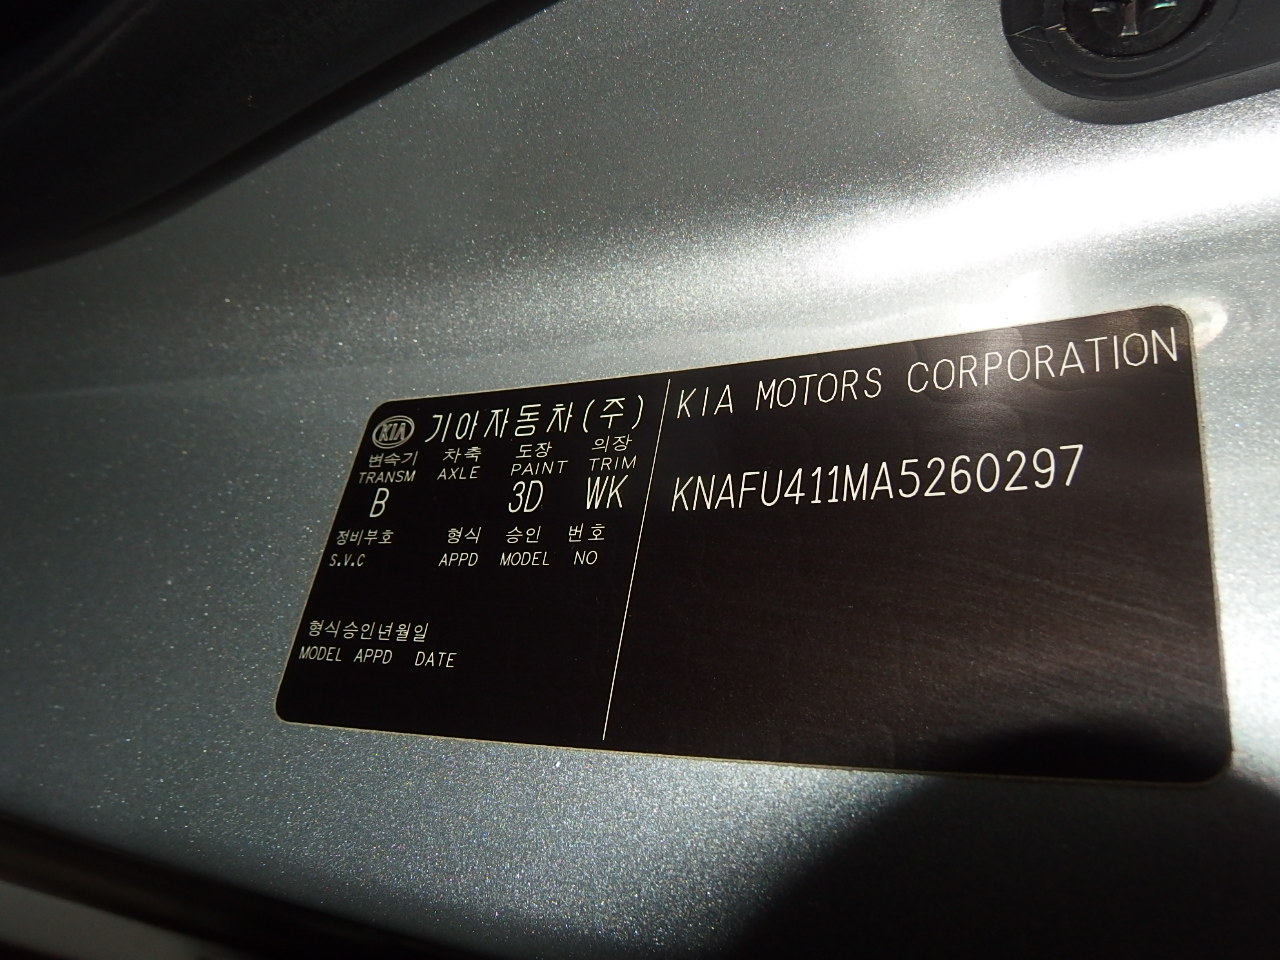 KIA 기아자동차(주)
변속기 차축 도장 의장
TRANSM AXLE PAINT TRIM
B 3D WK
정비부호 형식 승인 번호
S.V.C APPD MODEL NO
형식승인년월일
MODEL APPD DATE
KIA MOTORS CORPORATION
KNAFU411MA5260297